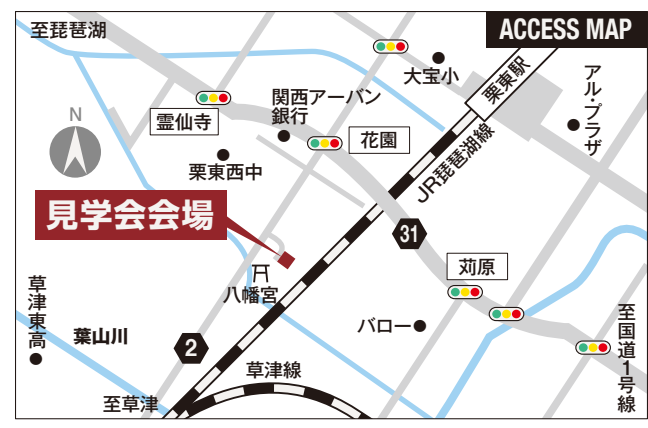 至琵琶湖
ACCESS MAP
大宝小
栗東駅
アル・プラザ
関西アーバン
銀行
霊仙寺
花園
N
栗東西中
JR琵琶湖線
見学会会場
31
苅原
八幡宮
草津東高
葉山川
バロー
2
至国道1号線
草津線
至草津